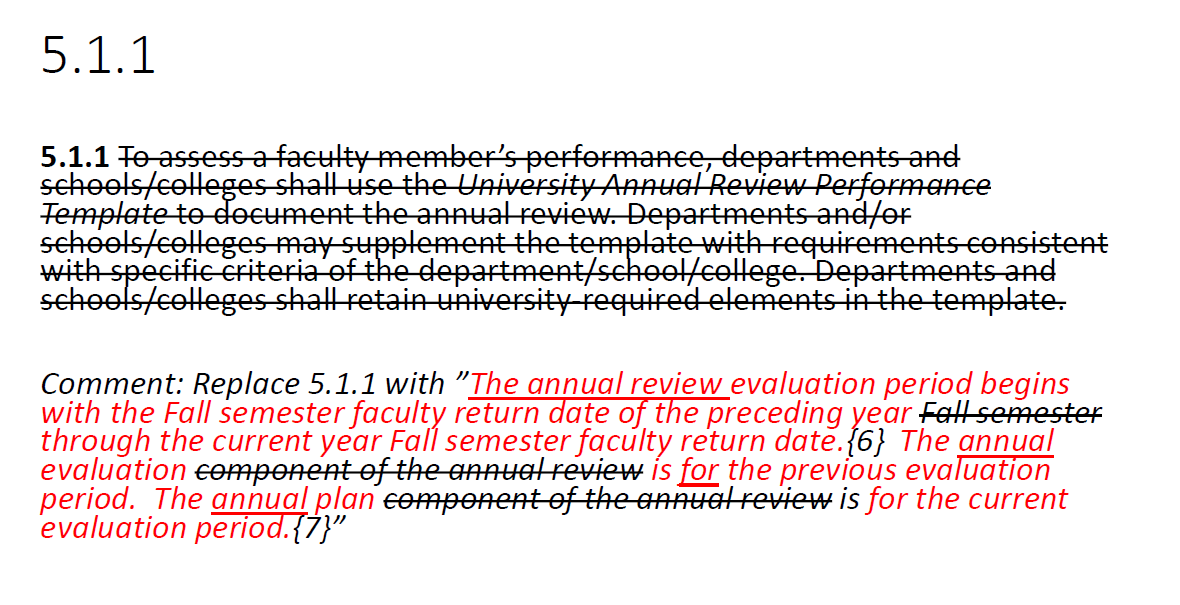 5.1.1
5.1.1 To assess a faculty member’s performance, departments and
schools/colleges shall use the University Annual Review Performance
Template to document the annual review. Departments and/or
schools/colleges may supplement the template with requirements consistent
with specific criteria of the department/school/college. Departments and
schools/colleges shall retain university-required elements in the template.
Comment: Replace 5.1.1 with ”The annual review evaluation period begins
with the Fall semester faculty return date of the preceding year Fall semester
through the current year Fall semester faculty return date.{6} The annual
evaluation component of the annual review is for the previous evaluation
period. The annual plan component of the annual review is for the current
evaluation period.{7}”